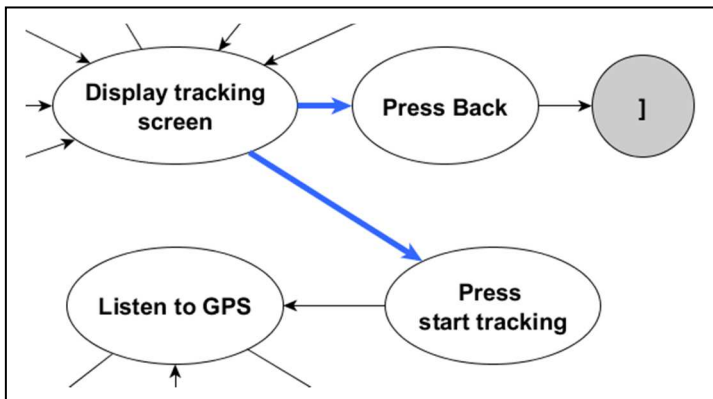 Display tracking
screen
Press Back
]
Listen to GPS
Press
start tracking